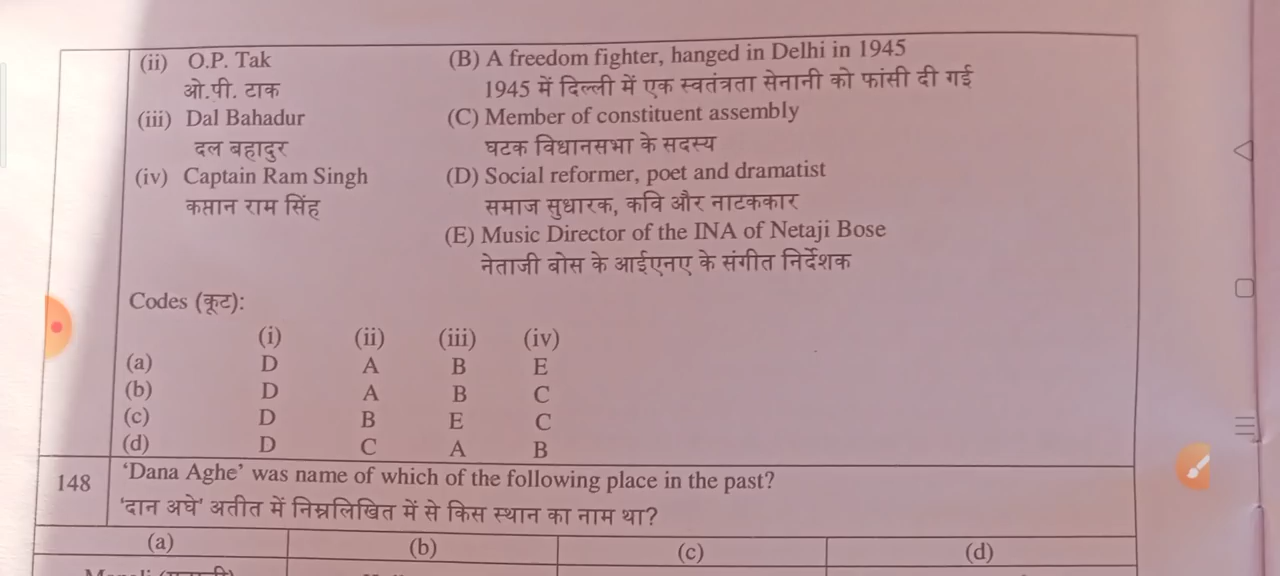 (ii) O.P. Tak (B) A freedom fighter, hanged in Delhi in 1945
ओ.पी. टाक 1945 में दिल्ली में एक स्वतंत्रता सेनानी को फांसी दी गई
(iii) Dal Bahadur (C) Member of constituent assembly
दल बहादुर घटक विधानसभा के सदस्य
(iv) Captain Ram Singh (D) Social reformer, poet and dramatist
कप्तान राम सिंह समाज सुधारक, कवि और नाटककार
(E) Music Director of the INA of Netaji Bose
नेताजी बोस के आईएनए के संगीत निर्देशक
Codes (कूट):
(i) (ii) (iii) (iv)
(a) D A B E
(b) D A B C
(c) D B E C
(d) D C A B
148 'Dana Aghe' was name of which of the following place in the past?
'दान अघे' अतीत में निम्नलिखित में से किस स्थान का नाम था?
(a) (b) (c) (d)